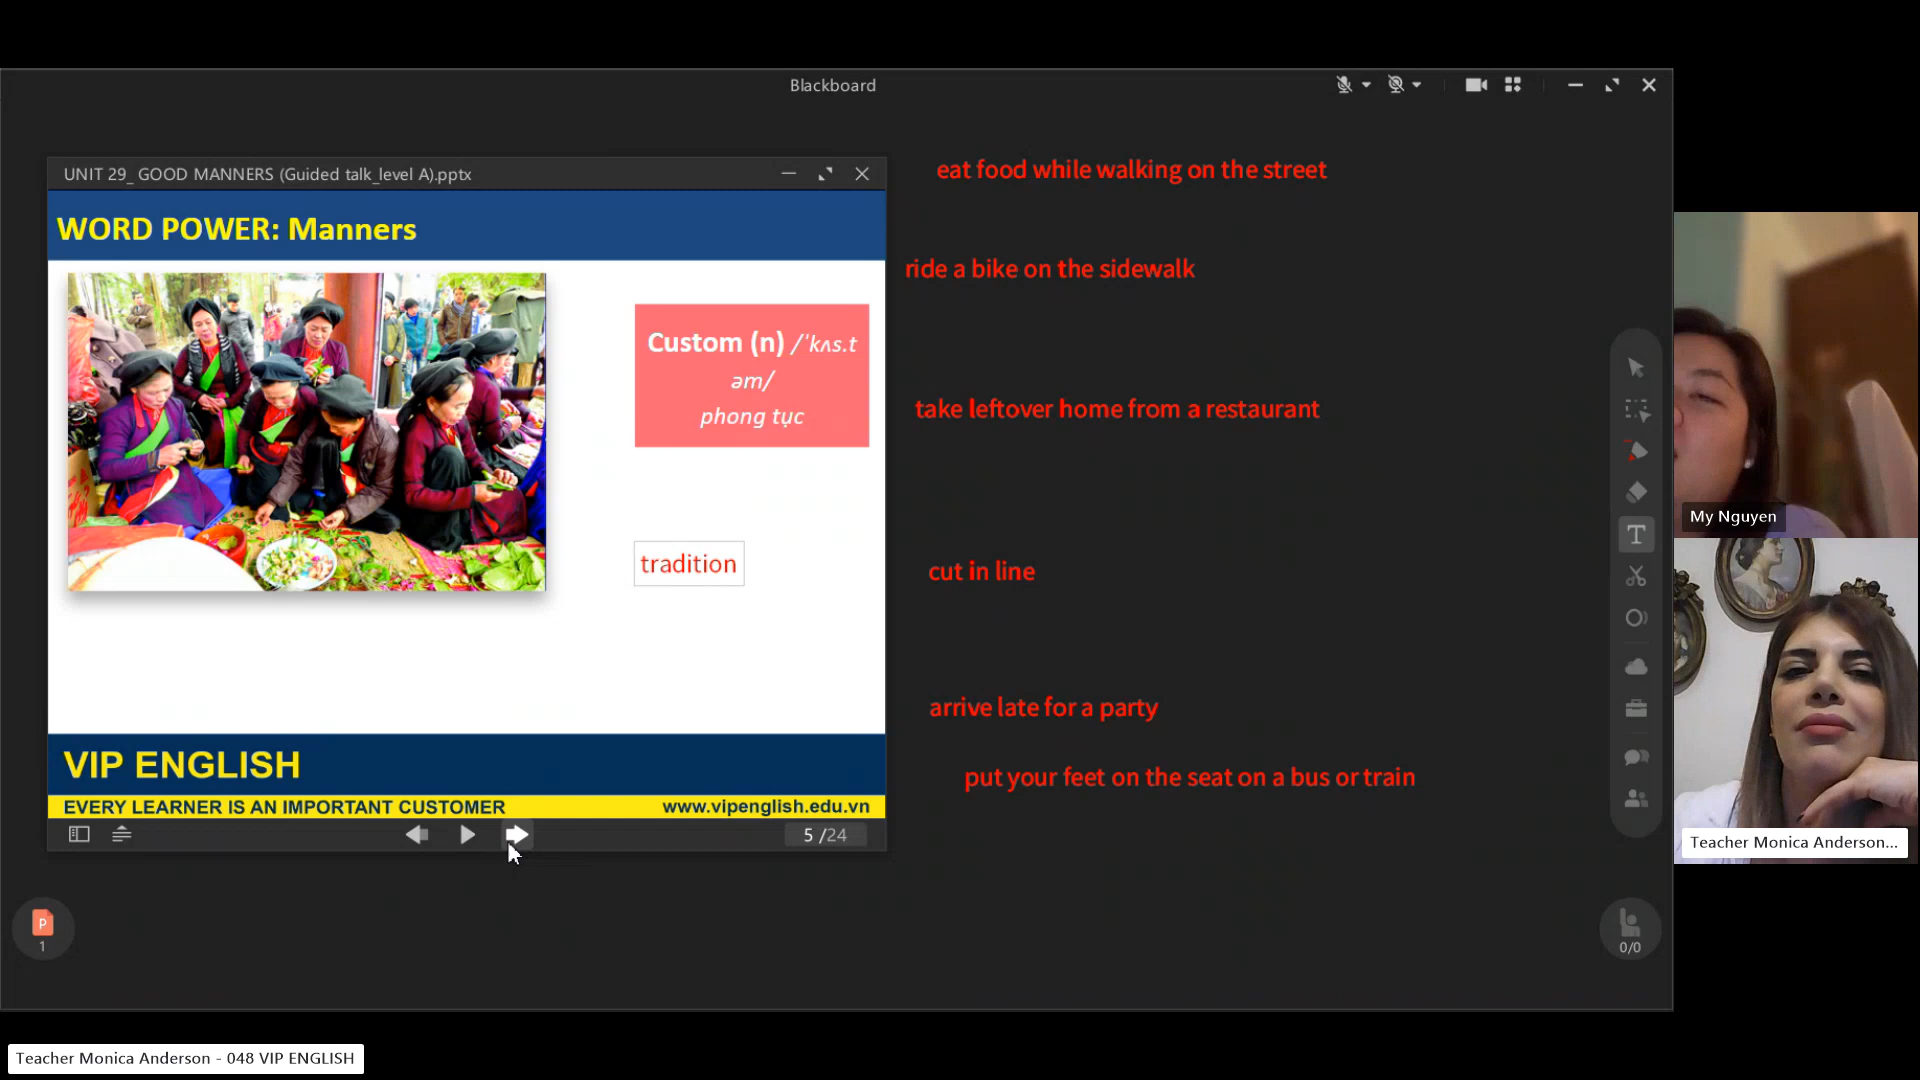 Blackboard
UNIT 29_ GOOD MANNERS (Guided talk_level A).pptx
WORD POWER: Manners
Custom (n) /ˈkʌs.t
əm/
phong tục
tradition
VIP ENGLISH
EVERY LEARNER IS AN IMPORTANT CUSTOMER
www.vipenglish.edu.vn
5 /24
eat food while walking on the street
ride a bike on the sidewalk
take leftover home from a restaurant
cut in line
arrive late for a party
put your feet on the seat on a bus or train
T
P
1
0/0
My Nguyen
Teacher Monica Anderson...
Teacher Monica Anderson - 048 VIP ENGLISH